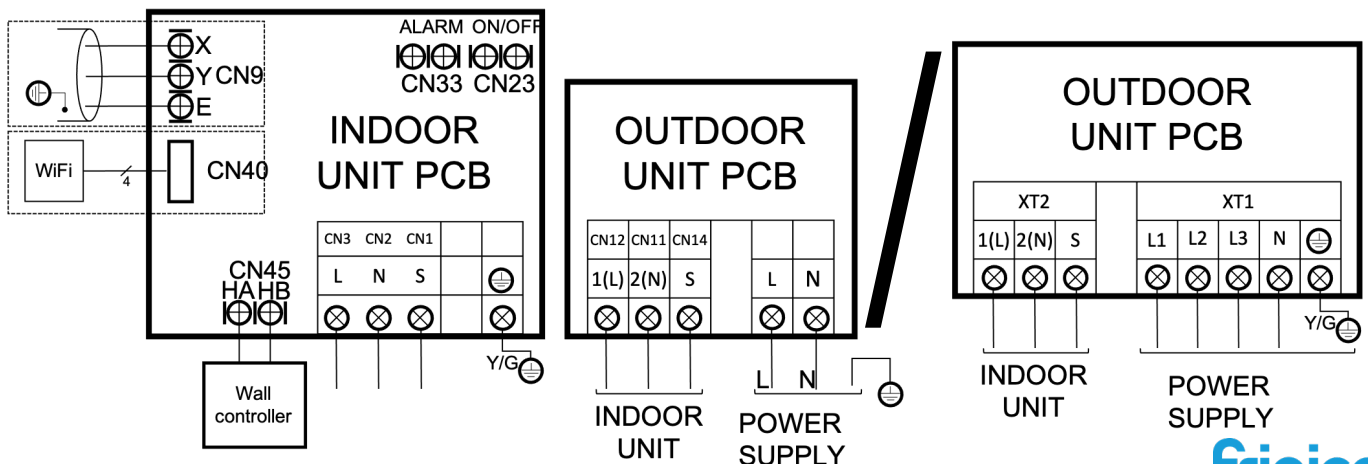 X
Y CN9
E
WiFi
4
CN40
ALARM ON/OFF
CN33 CN23
INDOOR
UNIT PCB
CN3 CN2 CN1
L N S
CN45
HA HB
Y/G
Wall
controller
OUTDOOR
UNIT PCB
CN12 CN11 CN14
1(L) 2(N) S L N
L N
INDOOR
UNIT
POWER
SUPPLY
/
OUTDOOR
UNIT PCB
XT2 XT1
1(L) 2(N) S L1 L2 L3 N
Y/G
INDOOR
UNIT
POWER
SUPPLY